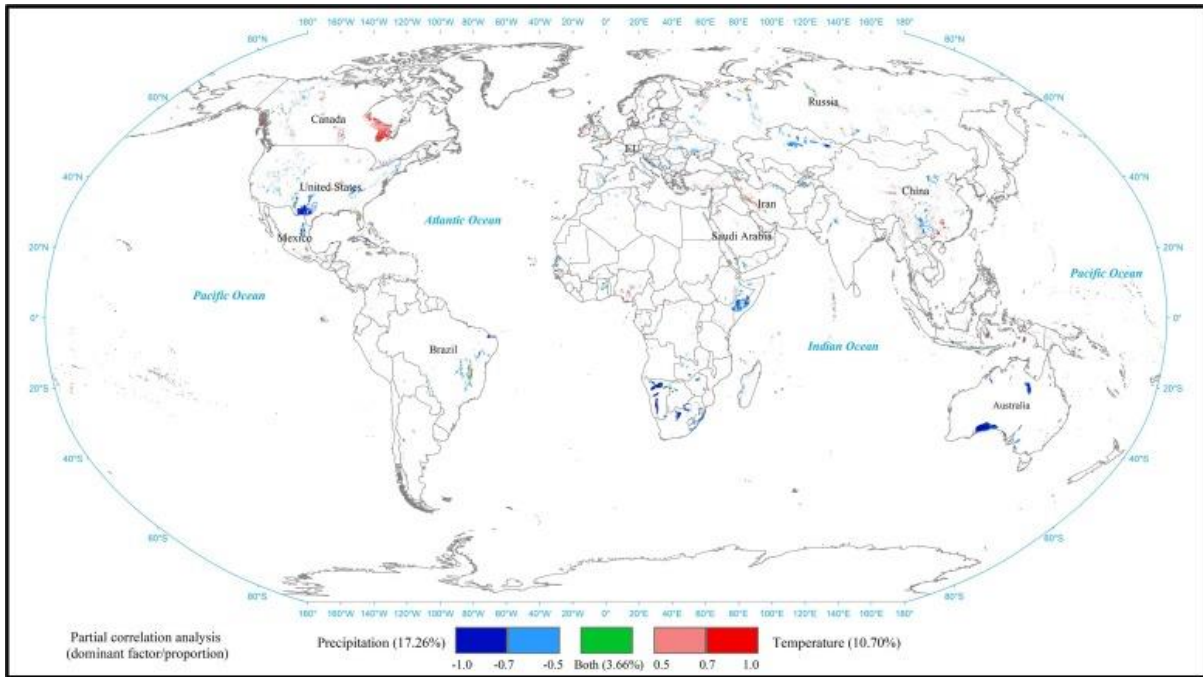 180° 160°W 140°W 120°W 100°W 80°W 60°W 40°W 20°W 0° 20°E 40°E 60°E 80°E 100°E 120°E 140°E 160°E 180°
80°N 80°N
60°N 60°N
Russia
Canada
EU
40°N 40°N
United States China
Iran
Atlantic Ocean
Mexico Saudi Arabia
20°N 20°N
Pacific Ocean Pacific Ocean
0° 0°
Indian Ocean
Brazil
20°S 20°S
Australia
40°S 40°S
60°S 60°S
80°S 80°S
180° 160°W 140°W 120°W 100°W 80°W 60°W 40°W 20°W 0° 20°E 40°E 60°E 80°E 100°E 120°E 140°E 160°E 180°
Partial correlation analysis Precipitation (17.26%) Temperature (10.70%)
(dominant factor/proportion) -1.0 -0.7 -0.5 Both (3.66%) 0.5 0.7 1.0